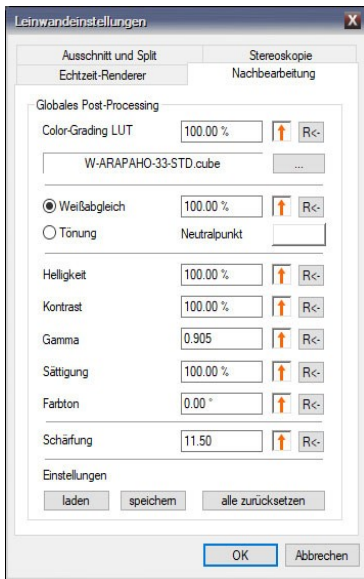 Leinwandeinstellungen X
Ausschnitt und Split Stereoskopie
Echtzeit-Renderer Nachbearbeitung
Globales Post-Processing
Color-Grading LUT 100.00 % R<-
W-ARAPAHO-33-STD.cube ...
Weißabgleich 100.00 % R<-
Tönung Neutralpunkt
Helligkeit 100.00 % R<-
Kontrast 100.00 % R<-
Gamma 0.905 R<-
Sättigung 100.00 % R<-
Farbton 0.00 ° R<-
Schärfung 11.50 R<-
Einstellungen
laden speichern alle zurücksetzen
OK Abbrechen